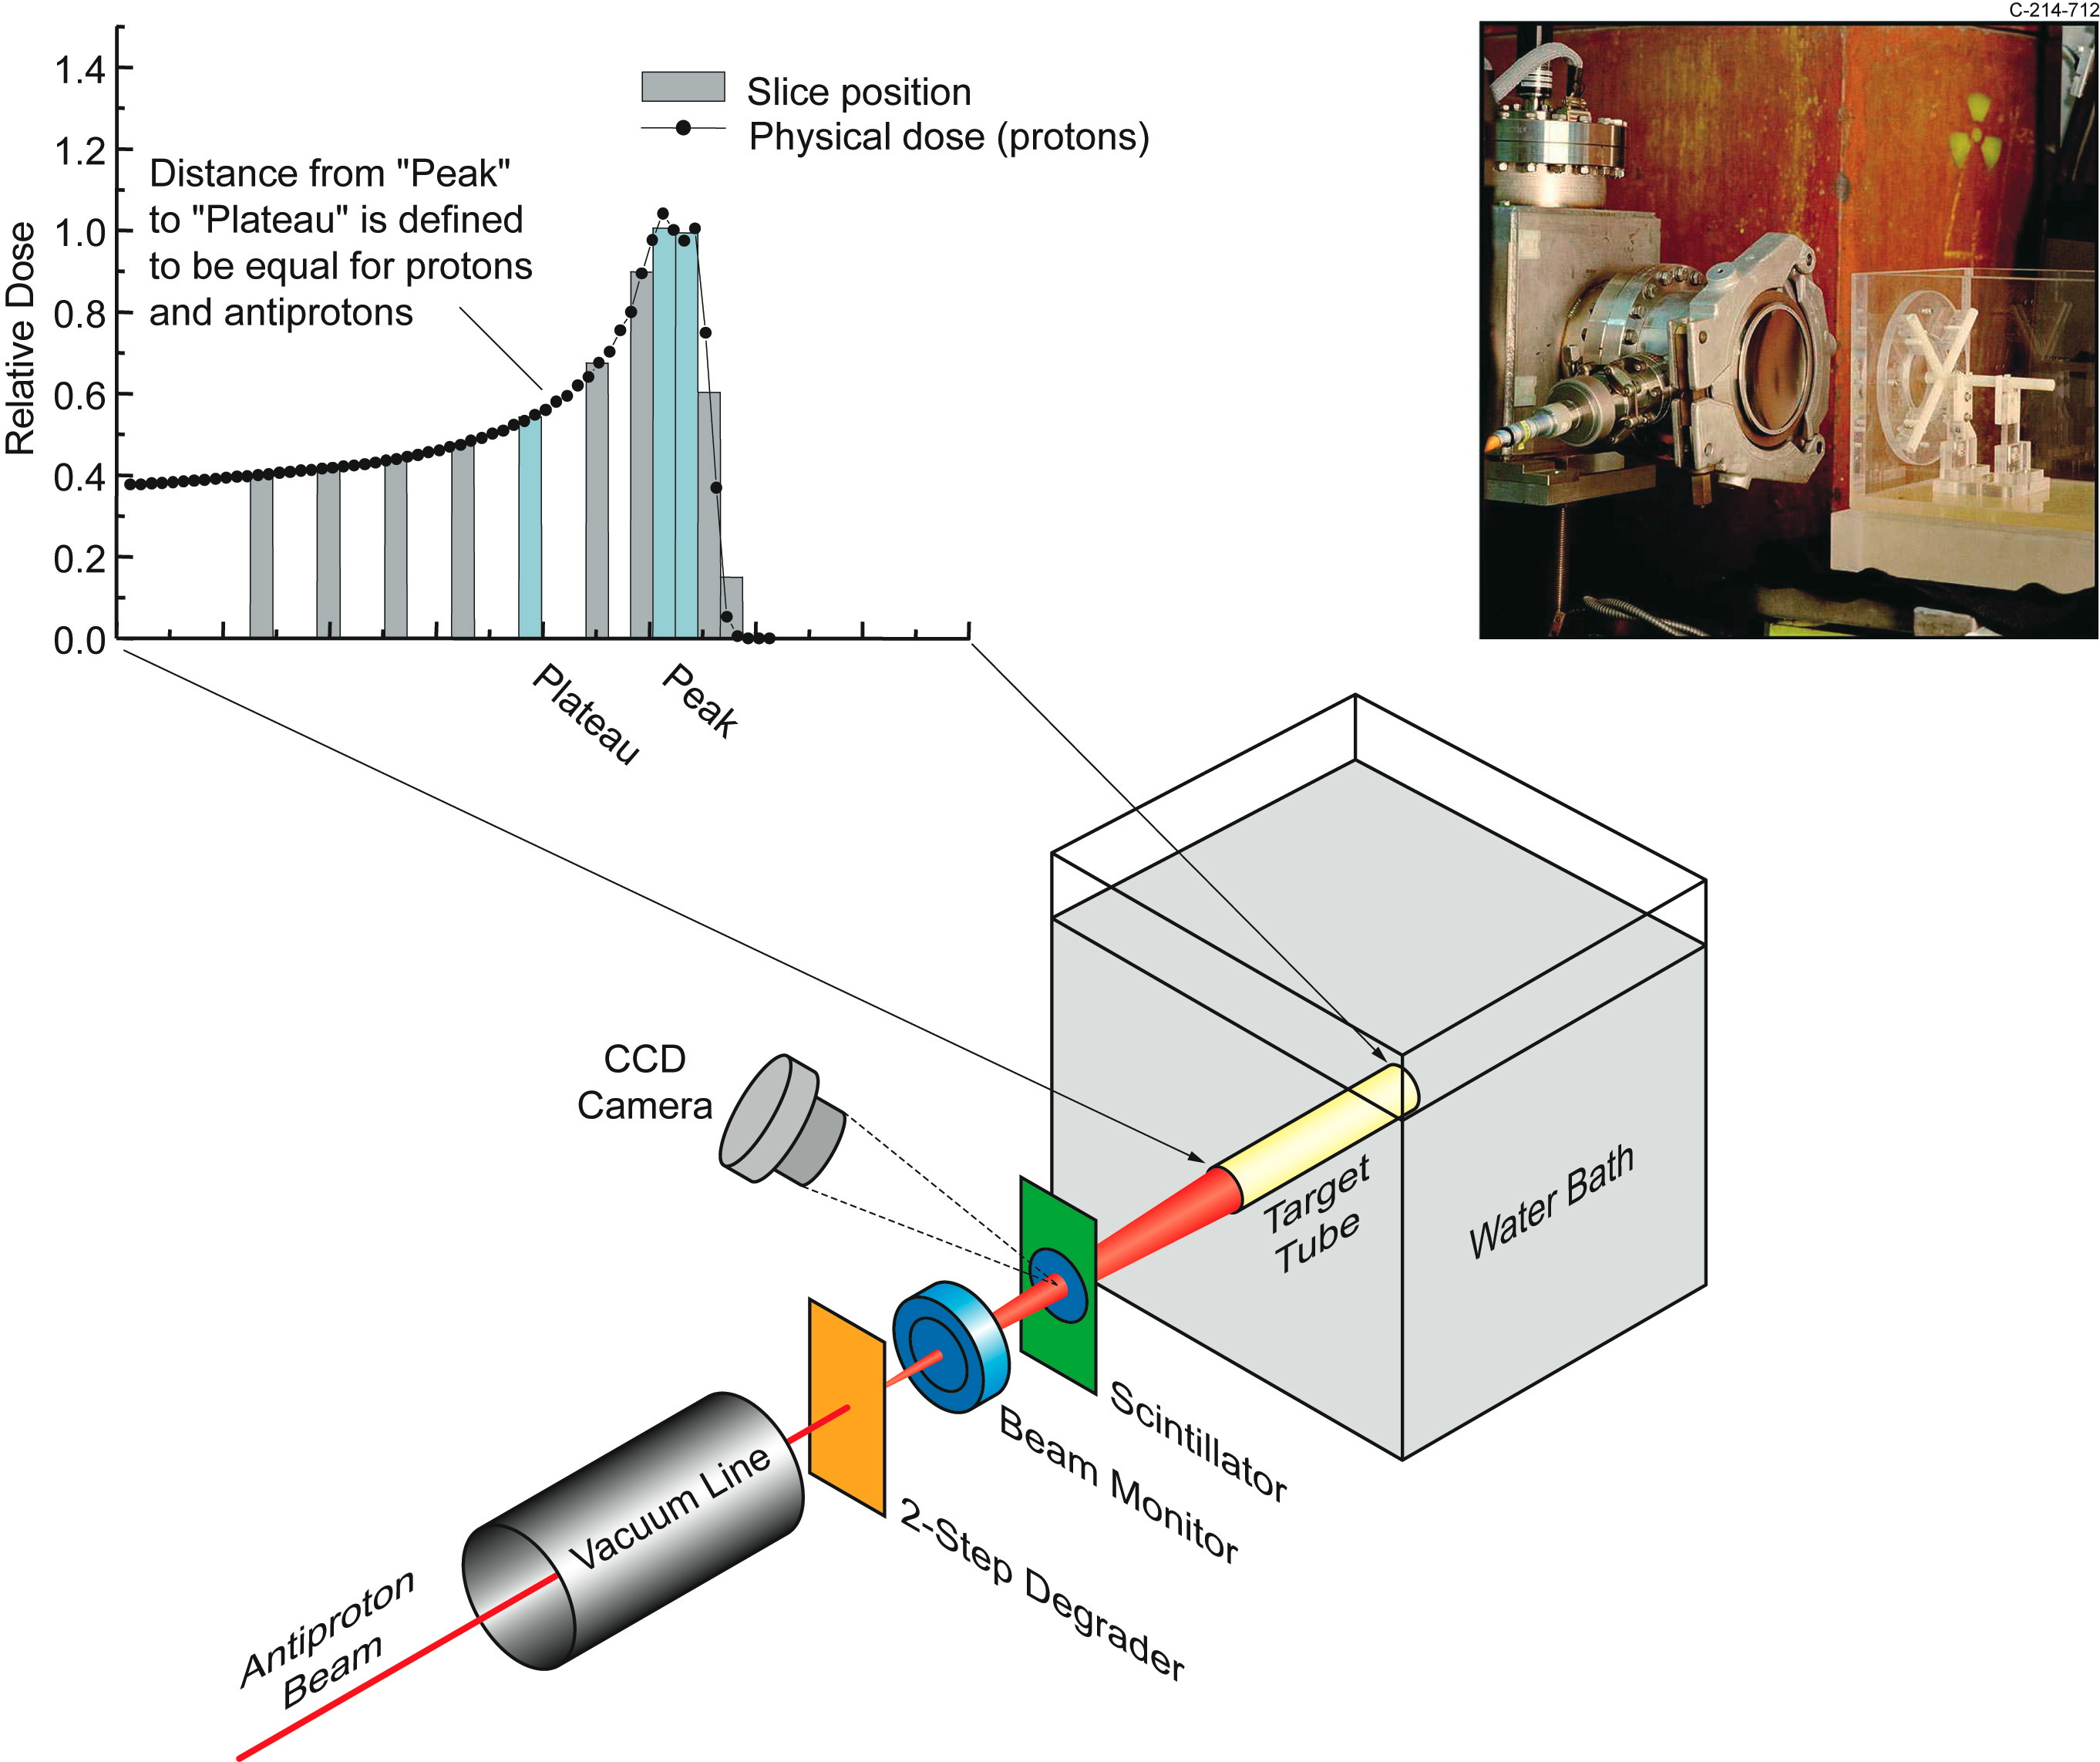 C-214-712
1.4
1.2
1.0
0.8
0.6
0.4
0.2
0.0
Relative Dose
Slice position
Physical dose (protons)
Distance from "Peak"
to "Plateau" is defined
to be equal for protons
and antiprotons
Plateau
Peak
CCD
Camera
Target
Tube
Water Bath
Scintillator
Beam Monitor
2-Step Degrader
Vacuum Line
Antiproton
Beam